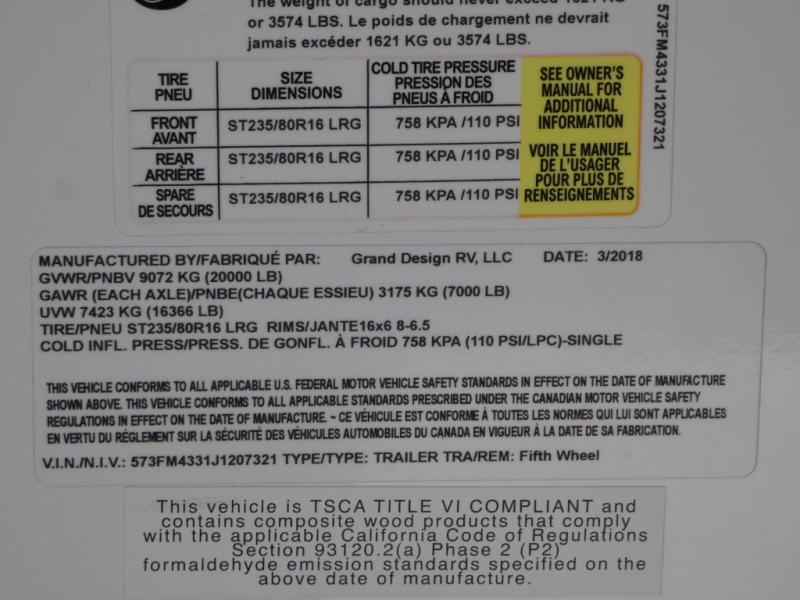 The weight of cargo should never exceed 1621 KG
or 3574 LBS. Le poids de chargement ne devrait
jamais excéder 1621 KG ou 3574 LBS.
573FM4331J1207321
TIRE PNEU SIZE DIMENSIONS COLD TIRE PRESSURE PRESSION DES PNEUS À FROID
FRONT AVANT ST235/80R16 LRG 758 KPA /110 PSI
REAR ARRIÈRE ST235/80R16 LRG 758 KPA /110 PSI
SPARE DE SECOURS ST235/80R16 LRG 758 KPA /110 PSI
SEE OWNER'S
MANUAL FOR
ADDITIONAL
INFORMATION
VOIR LE MANUEL
DE L'USAGER
POUR PLUS DE
RENSEIGNEMENTS
MANUFACTURED BY/FABRIQUÉ PAR: Grand Design RV, LLC DATE: 3/2018
GVWR/PNBV 9072 KG (20000 LB)
GAWR (EACH AXLE)/PNBE(CHAQUE ESSIEU) 3175 KG (7000 LB)
UVW 7423 KG (16366 LB)
TIRE/PNEU ST235/80R16 LRG RIMS/JANTE16x6 8-6.5
COLD INFL. PRESS/PRESS. DE GONFL. À FROID 758 KPA (110 PSI/LPC)-SINGLE
THIS VEHICLE CONFORMS TO ALL APPLICABLE U.S. FEDERAL MOTOR VEHICLE SAFETY STANDARDS IN EFFECT ON THE DATE OF MANUFACTURE
SHOWN ABOVE. THIS VEHICLE CONFORMS TO ALL APPLICABLE STANDARDS PRESCRIBED UNDER THE CANADIAN MOTOR VEHICLE SAFETY
REGULATIONS IN EFFECT ON THE DATE OF MANUFACTURE. ~ CE VÉHICULE EST CONFORME À TOUTES LES NORMES QUI LUI SONT APPLICABLES
EN VERTU DU RÉGLEMENT SUR LA SÉCURITÉ DES VÉHICULES AUTOMOBILES DU CANADA EN VIGUEUR À LA DATE DE SA FABRICATION.
V.I.N./N.I.V.: 573FM4331J1207321 TYPE/TYPE: TRAILER TRA/REM: Fifth Wheel
This vehicle is TSCA TITLE VI COMPLIANT and
contains composite wood products that comply
with the applicable California Code of Regulations
Section 93120.2(a) Phase 2 (P2)
formaldehyde emission standards specified on the
above date of manufacture.